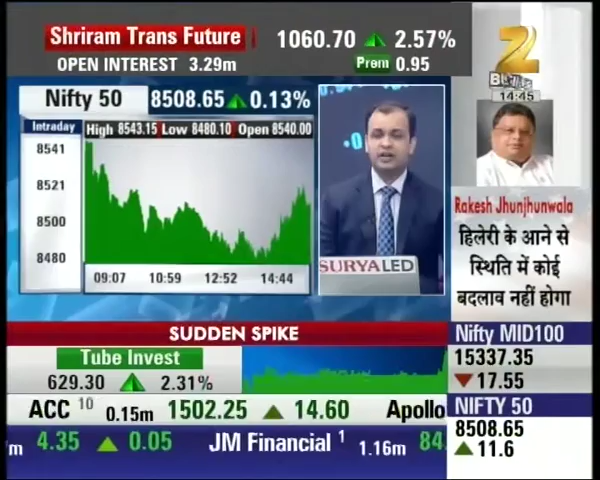 Shriram Trans Future
1060.70 2.57%
OPEN INTEREST 3.29m
Prem 0.95
14:45
Nifty 50 8508.65 0.13%
Intraday High 8543.15 Low 8480.10 Open 8540.00
8541
8521
8500
8480
09:07 10:59 12:52 14:44
SURYA LED
Rakesh Jhunjhunwala
हिलेरी के आने से
स्थिति में कोई
बदलाव नहीं होगा
SUDDEN SPIKE
Tube Invest
629.30 2.31%
Nifty MID100
15337.35
17.55
NIFTY 50
8508.65
11.6
ACC 10 0.15m 1502.25 14.60 Apollo
m 4.35 0.05 JM Financial 1 1.16m 84.